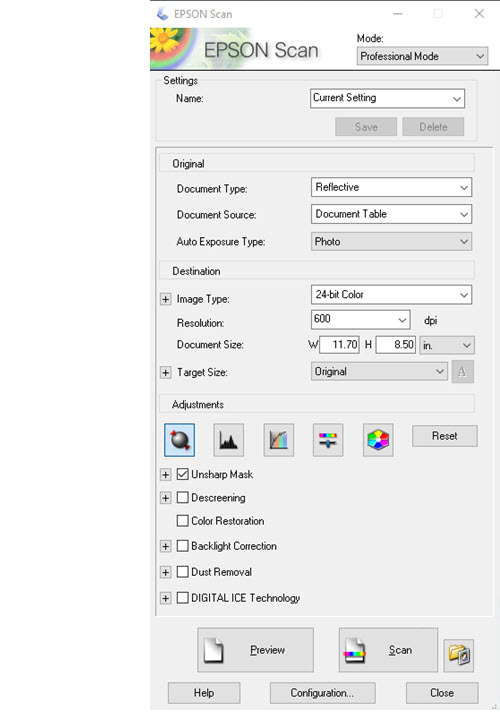 EPSON Scan
EPSON Scan
Mode:
Professional Mode
Settings
Name:
Current Setting
Save
Delete
Original
Document Type:
Reflective
Document Source:
Document Table
Auto Exposure Type:
Photo
Destination
Image Type:
24-bit Color
Resolution:
600
dpi
Document Size:
W 11.70 H 8.50 in.
Target Size:
Original
A
Adjustments
Reset
Unsharp Mask
Descreening
Color Restoration
Backlight Correction
Dust Removal
DIGITAL ICE Technology
Preview
Scan
Help
Configuration...
Close